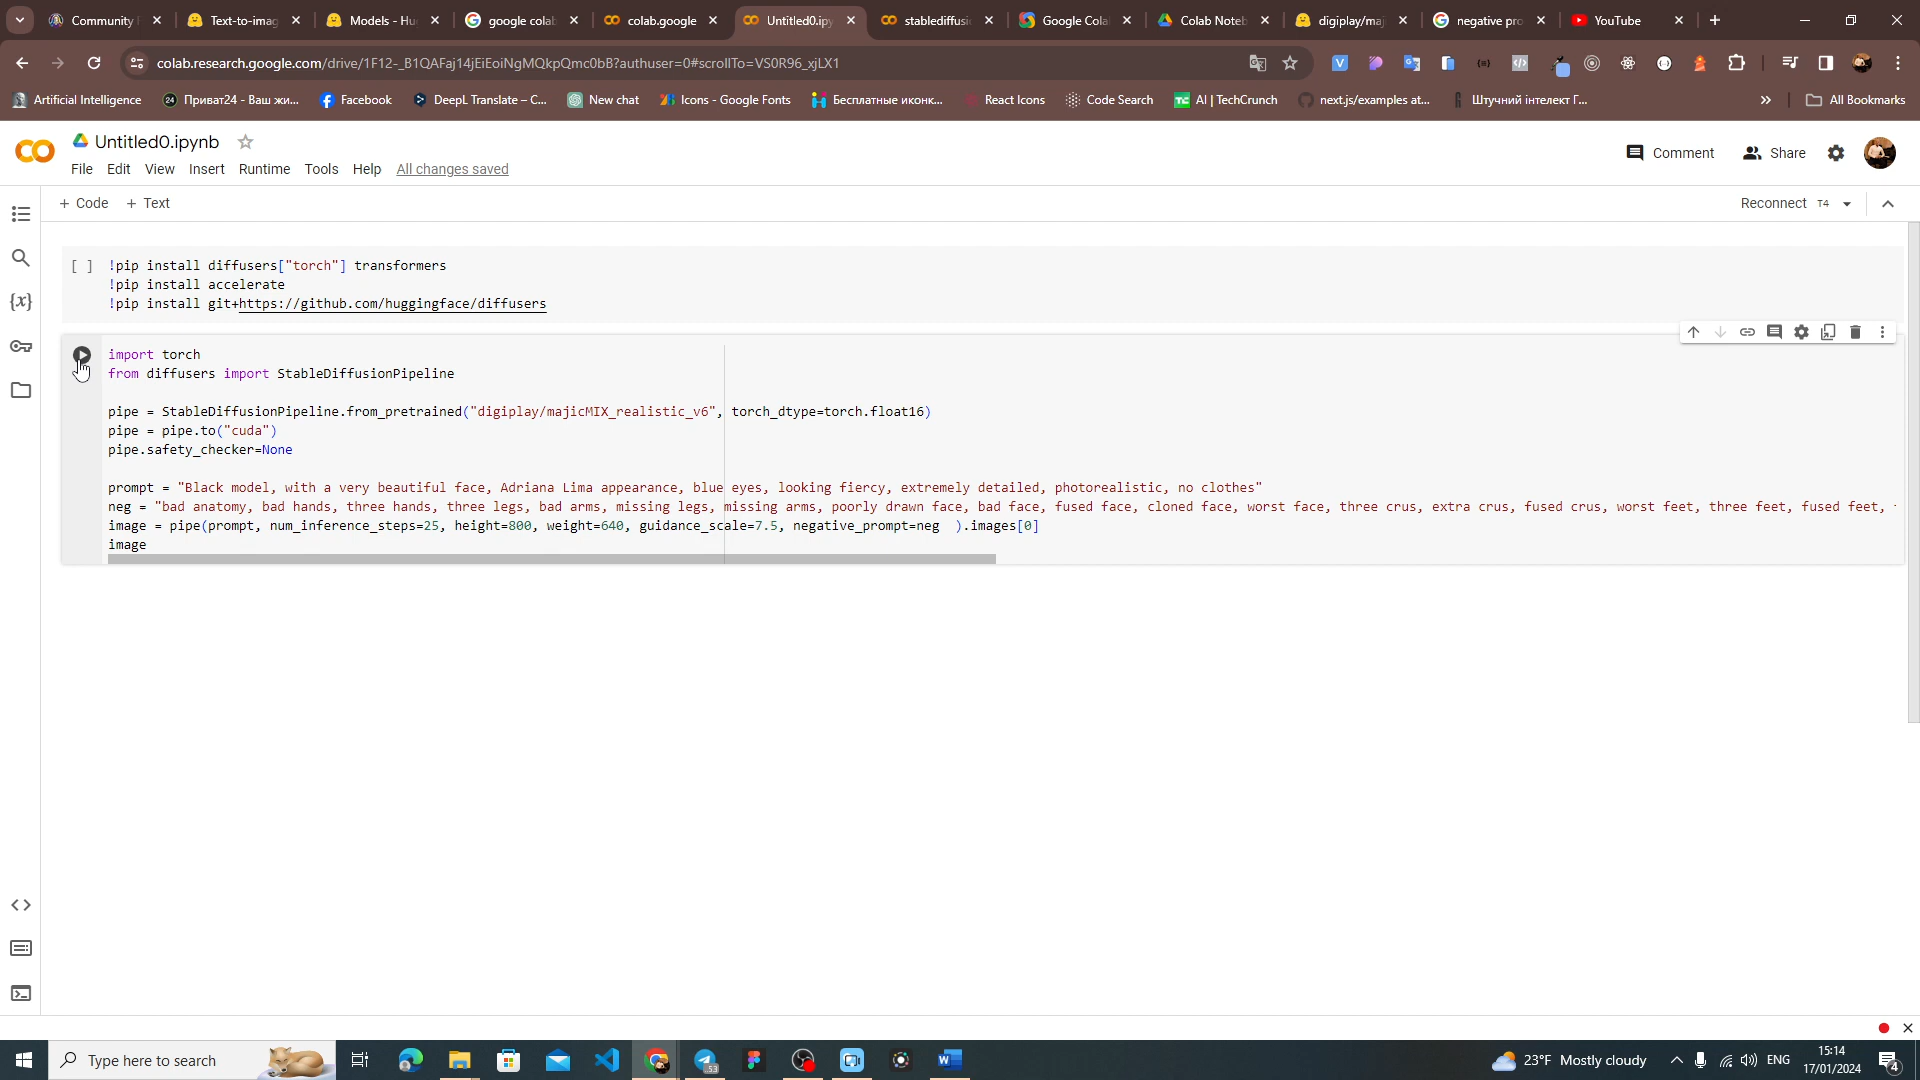 Community
Text-to-imag
Models - Hu
google colab
colab.google
Untitled0.ipy
stablediffusi
Google Cola
Colab Noteb
digiplay/maj
negative pro
YouTube
colab.research.google.com/drive/1F12-_B1QAFaj14jEiEoiNgMQkpQmc0bB?authuser=0#scrollTo=VS0R96_xjLX1
Artificial Intelligence
Приват24 - Ваш жи...
Facebook
DeepL Translate – C...
New chat
Icons - Google Fonts
Бесплатные иконк...
React Icons
Code Search
AI | TechCrunch
next.js/examples at...
Штучний інтелект Г...
All Bookmarks
Untitled0.ipynb
Comment
Share
File Edit View Insert Runtime Tools Help All changes saved
+ Code + Text
Reconnect T4
[ ] !pip install diffusers["torch"] transformers
!pip install accelerate
!pip install git+https://github.com/huggingface/diffusers
import torch
from diffusers import StableDiffusionPipeline
pipe = StableDiffusionPipeline.from_pretrained("digiplay/majicMIX_realistic_v6", torch_dtype=torch.float16)
pipe = pipe.to("cuda")
pipe.safety_checker=None
prompt = "Black model, with a very beautiful face, Adriana Lima appearance, blue eyes, looking fiercy, extremely detailed, photorealistic, no clothes"
neg = "bad anatomy, bad hands, three hands, three legs, bad arms, missing legs, missing arms, poorly drawn face, bad face, fused face, cloned face, worst face, three crus, extra crus, fused crus, worst feet, three feet, fused feet,
image = pipe(prompt, num_inference_steps=25, height=800, weight=640, guidance_scale=7.5, negative_prompt=neg ).images[0]
image
Type here to search
53
23°F Mostly cloudy
ENG
15:14
17/01/2024
4